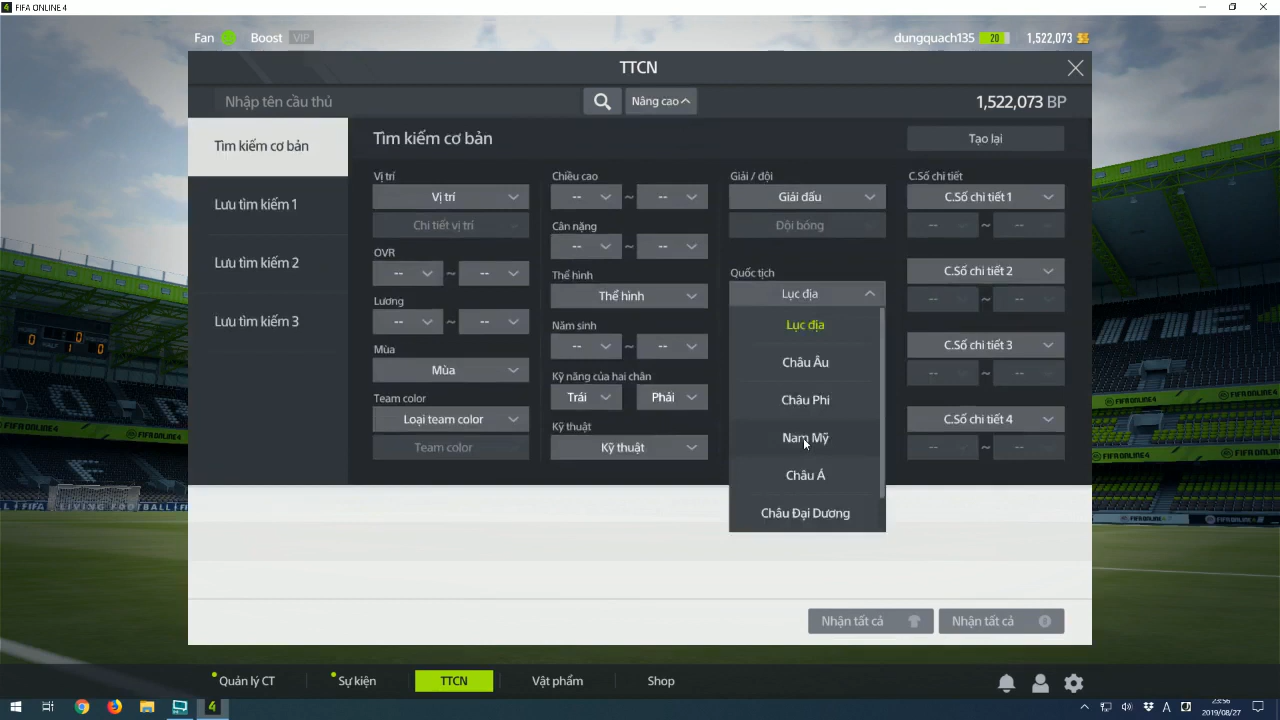 FIFA ONLINE 4
Fan Boost VIP
dungquach135 20 1,522,073
TTCN
Nhập tên cầu thủ Nâng cao 1,522,073 BP
Tìm kiếm cơ bản
Lưu tìm kiếm 1
Lưu tìm kiếm 2
Lưu tìm kiếm 3
Tìm kiếm cơ bản Tạo lại
Vị trí
Vị trí
Chi tiết vị trí
OVR
-- ~ --
Lương
-- ~ --
Mùa
Mùa
Team color
Loại team color
Team color
Chiều cao
-- ~ --
Cân nặng
-- ~ --
Thể hình
Thể hình
Năm sinh
-- ~ --
Kỹ năng của hai chân
Trái Phải
Kỹ thuật
Kỹ thuật
Giải / đội
Giải đấu
Đội bóng
Quốc tịch
Lục địa
Lục địa
Châu Âu
Châu Phi
Nam Mỹ
Châu Á
Châu Đại Dương
C.Số chi tiết
C.Số chi tiết 1
-- ~ --
C.Số chi tiết 2
-- ~ --
C.Số chi tiết 3
-- ~ --
C.Số chi tiết 4
-- ~ --
Nhận tất cả Nhận tất cả
Quản lý CT Sự kiện TTCN Vật phẩm Shop
23:56
2019/08/27